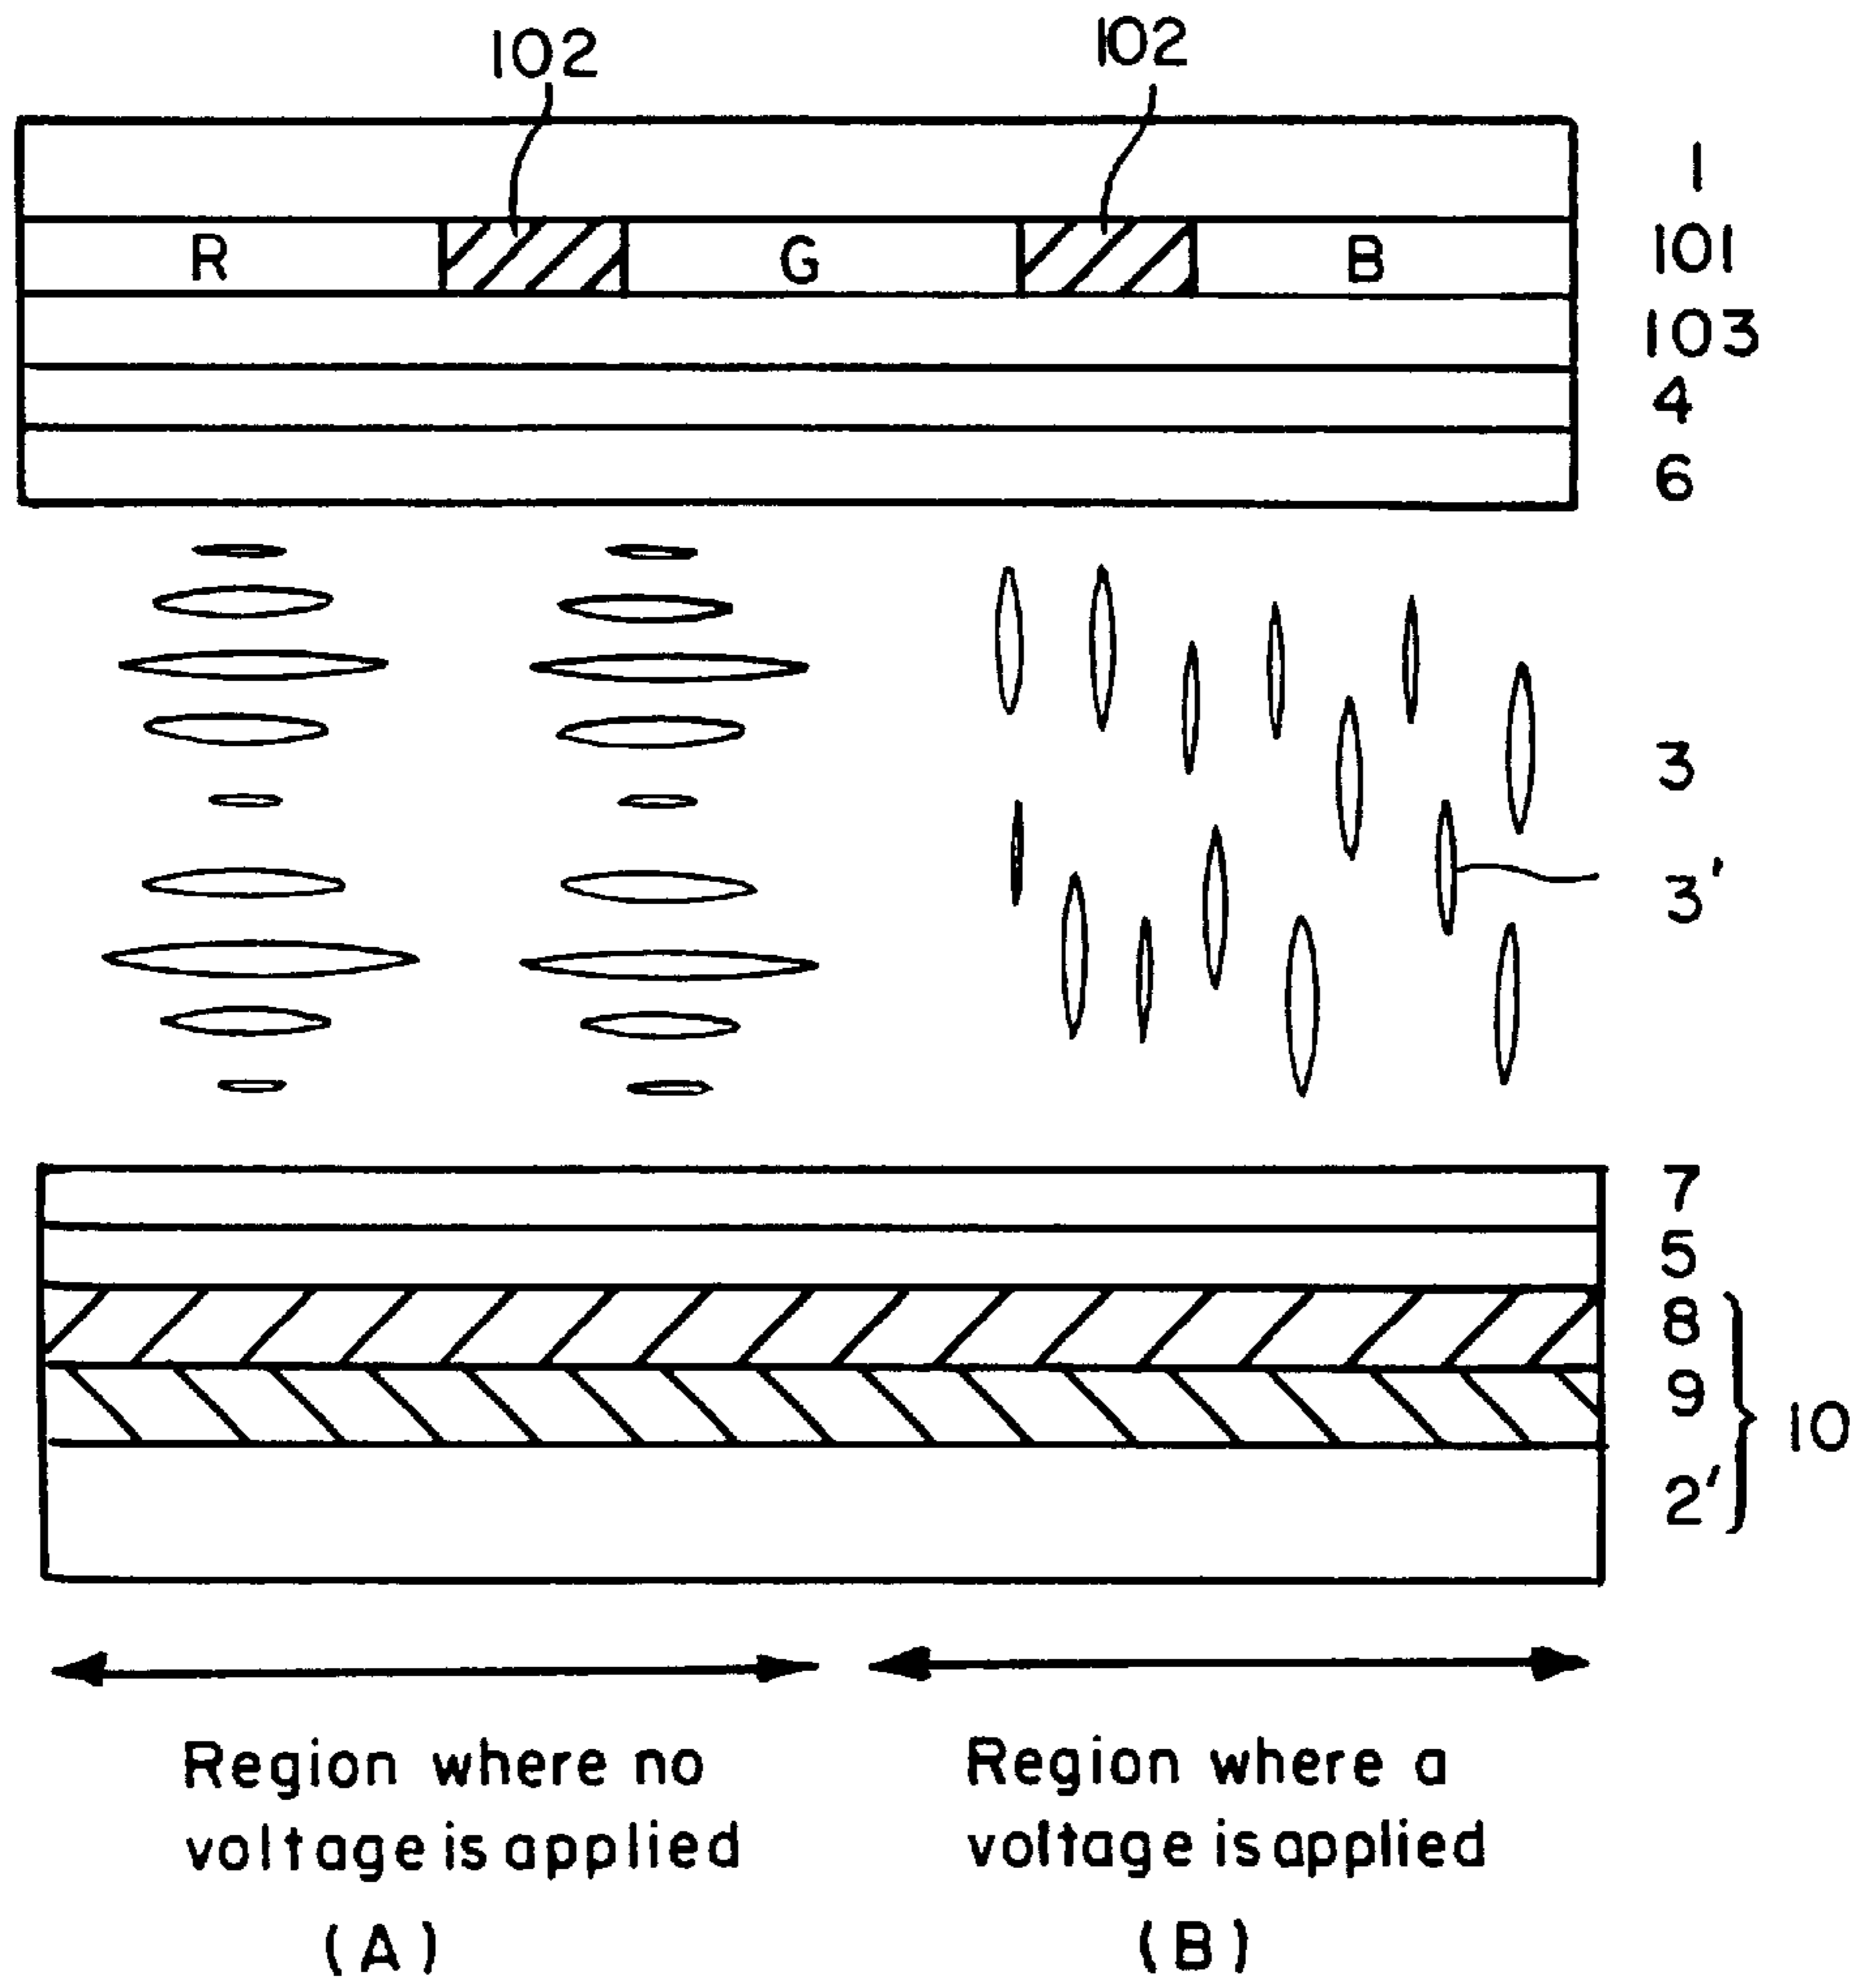 102 102
1
R G B 101
103
4
6
3
3'
7
5
8
9
10
2'
Region where no
voltage is applied
(A)
Region where a
voltage is applied
(B)